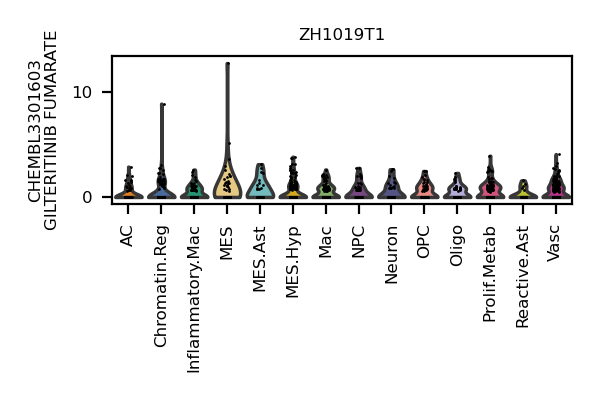 ZH1019T1
CHEMBL3301603
GILTERITINIB FUMARATE
10
0
AC
Chromatin.Reg
Inflammatory.Mac
MES
MES.Ast
MES.Hyp
Mac
NPC
Neuron
OPC
Oligo
Prolif.Metab
Reactive.Ast
Vasc